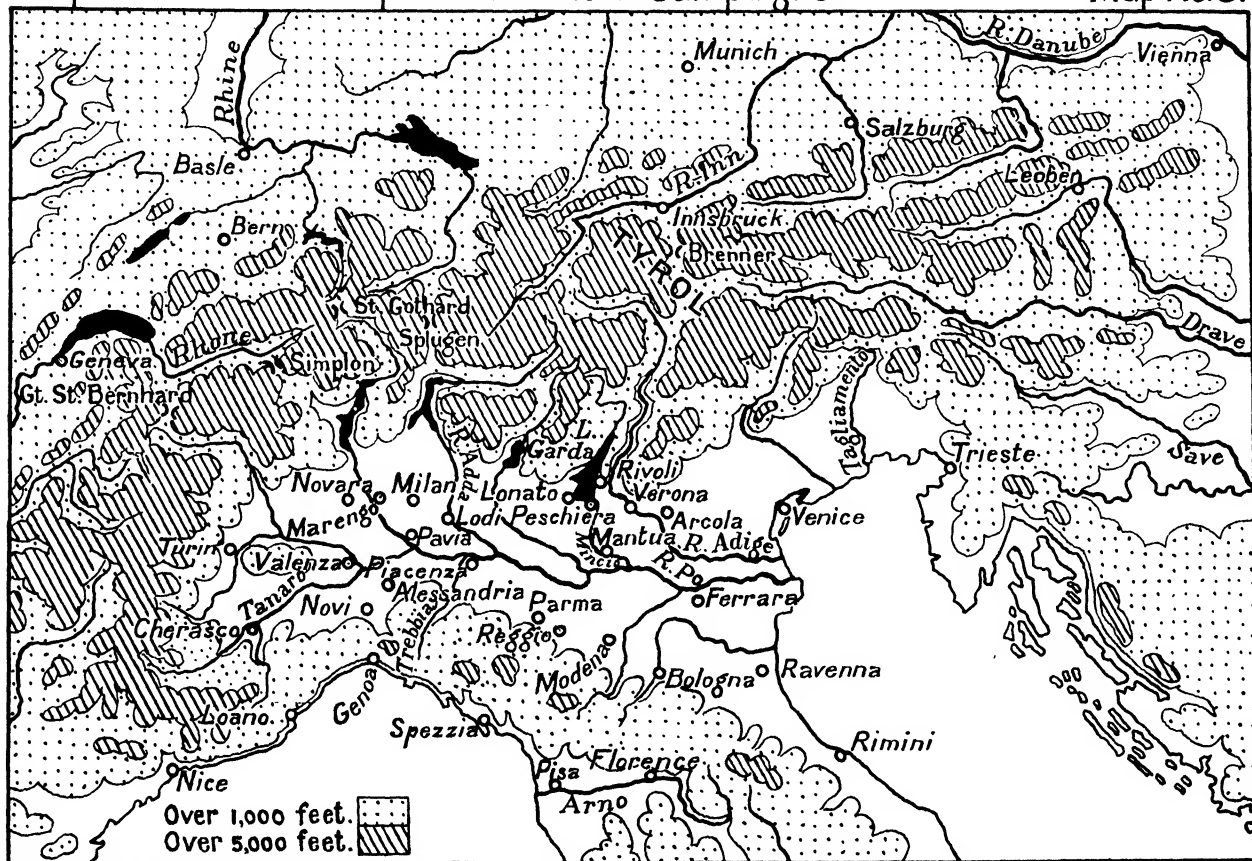 Munich
R. Danube
Vienna
Rhine
Salzburg
Basle
R. Inn
Leoben
Innsbruck
Bern
Brenner
TYROL
St. Gothard
Splugen
Drave
Rhone
Geneva
Simplon
Gt. St. Bernhard
Tagliamento
L. Garda
R. Adda
Trieste
Save
Rivoli
Novara
Milan
Lonato
Verona
Marengo
Lodi
Peschiera
Arcola
Venice
Pavia
Mantua
R. Adige
Turin
Valenza
Piacenza
Mincio
R. Po
Alessandria
Ferrara
Tanaro
Novi
Parma
Cherasco
Trebbia
Reggio
Modena
Bologna
Ravenna
Genoa
Loano.
Spezzia
Rimini
Pisa
Florence
Nice
Arno
Over 1,000 feet.
Over 5,000 feet.